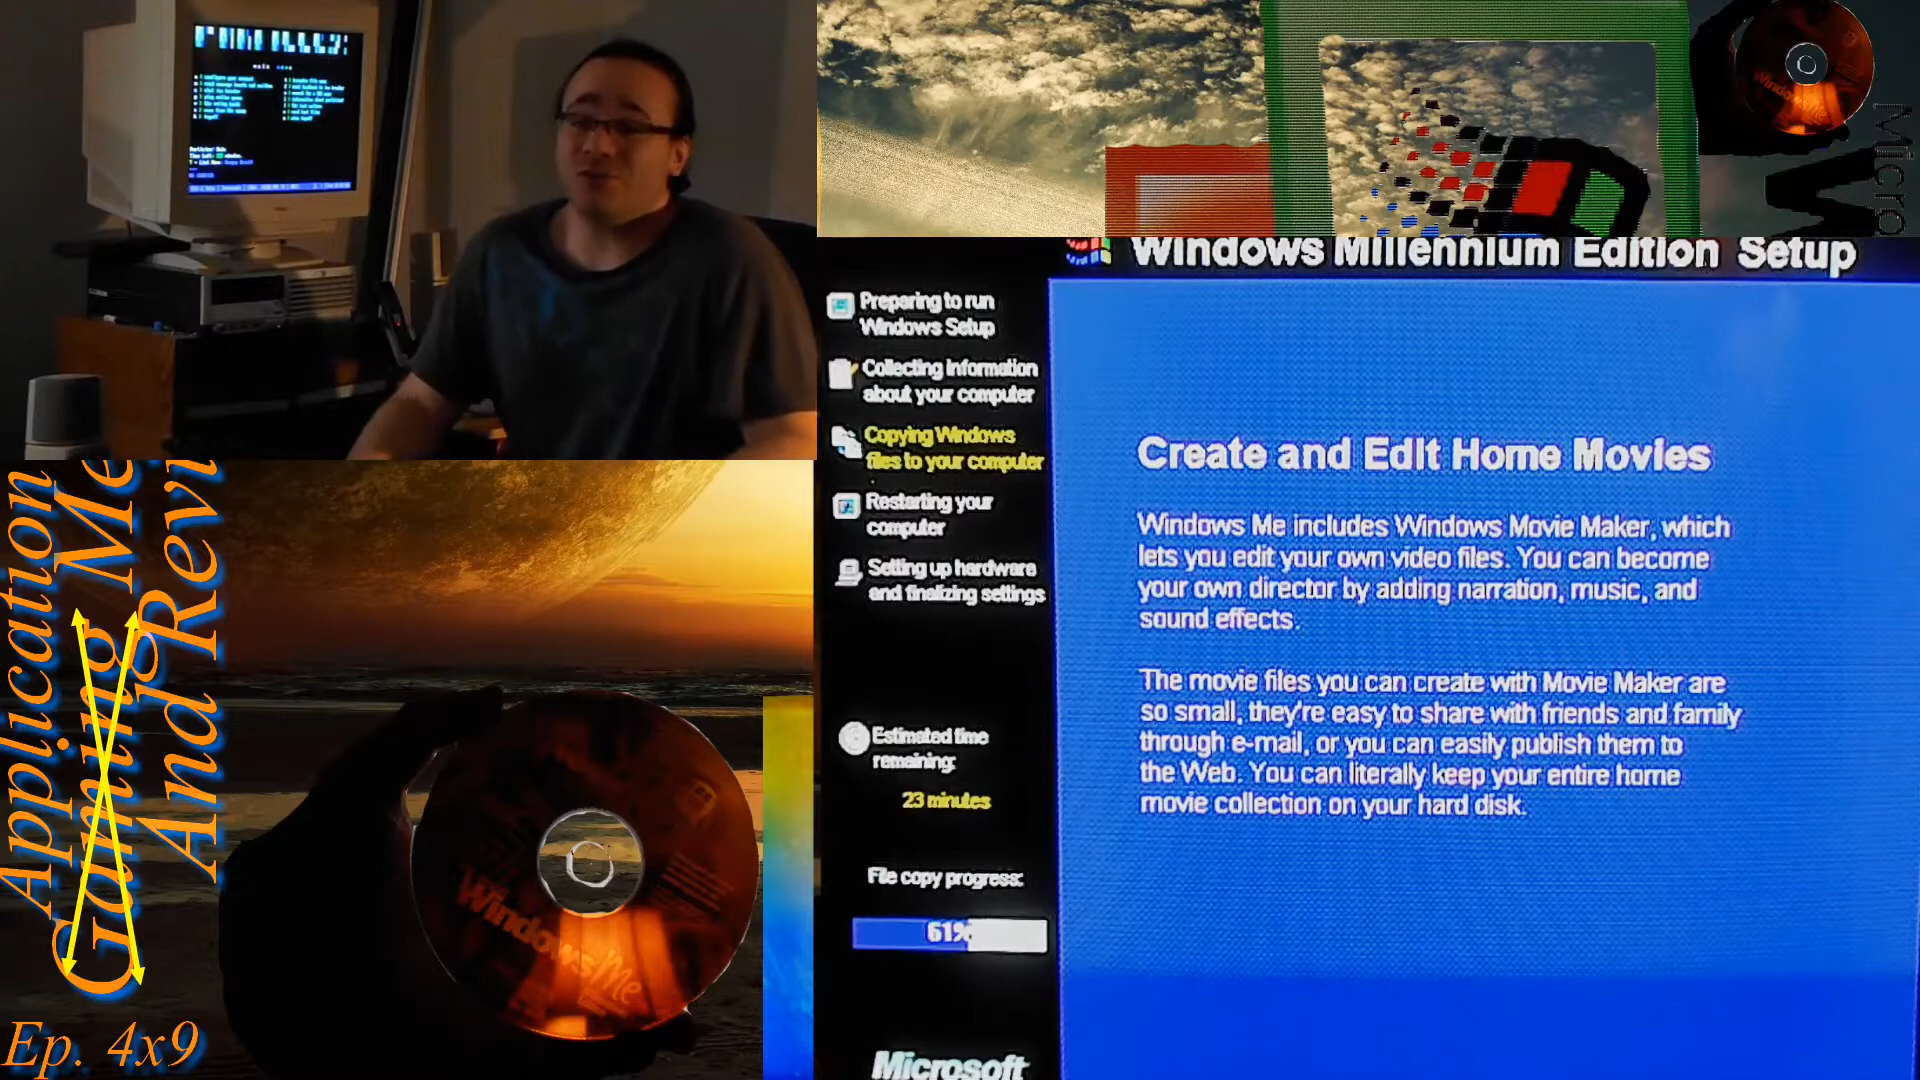 Windows Millennium Edition Setup
Preparing to run
Windows Setup
Collecting information
about your computer
Copying Windows
files to your computer
Restarting your
computer
Setting up hardware
and finalizing settings
Estimated time
remaining:
23 minutes
File copy progress:
61%
Microsoft
Create and Edit Home Movies
Windows Me includes Windows Movie Maker, which
lets you edit your own video files. You can become
your own director by adding narration, music, and
sound effects.
The movie files you can create with Movie Maker are
so small, they're easy to share with friends and family
through e-mail, or you can easily publish them to
the Web. You can literally keep your entire home
movie collection on your hard disk.
Application
Gaming Me
And Revi
Ep. 4x9
WindowsMe
Windows
Micro